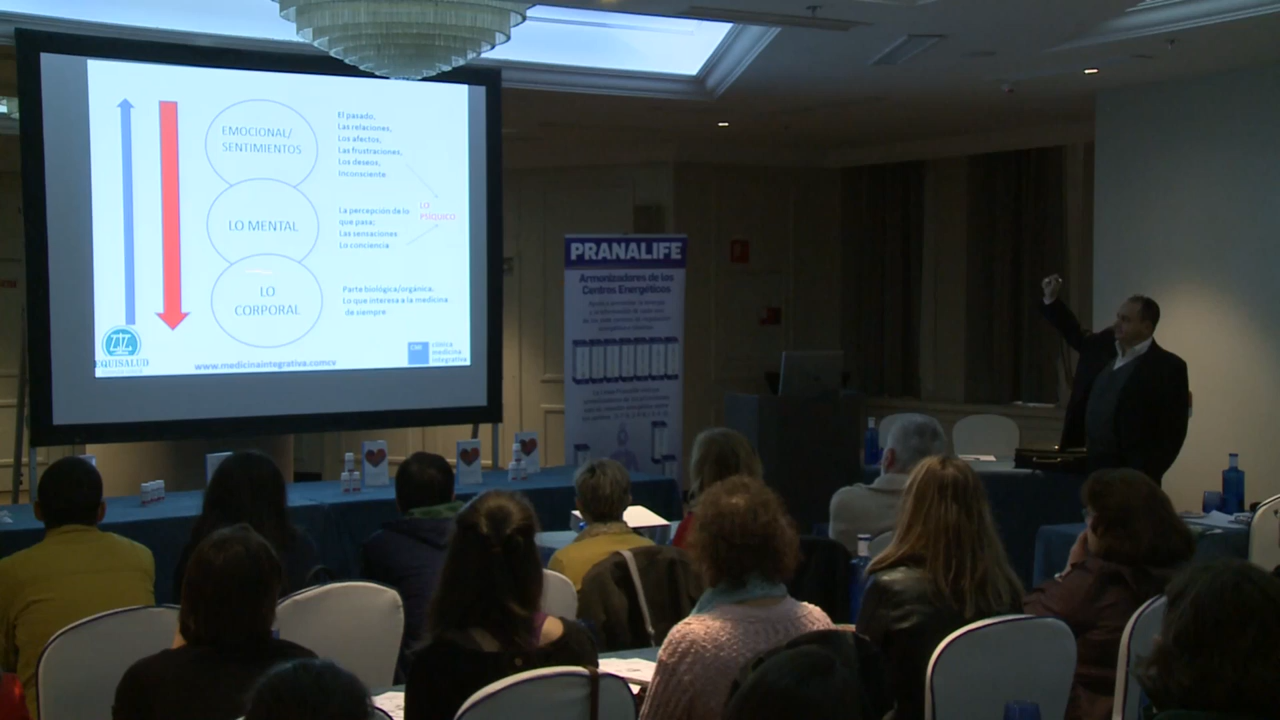 EMOCIONAL/
SENTIMIENTOS
El pasado,
Las relaciones,
Los afectos,
Las frustraciones,
Los deseos,
Inconsciente
LO MENTAL
La percepción de lo
que pasa:
Las sensaciones
Lo conciencia
LO
PSÍQUICO
LO
CORPORAL
Parte biológica/orgánica.
Lo que interesa a la medicina
de siempre
EQUISALUD
www.medicinaintegrativa.comcv
CMI
clínica
medicina
integrativa
PRANALIFE
Armonizadores de los
Centros Energéticos